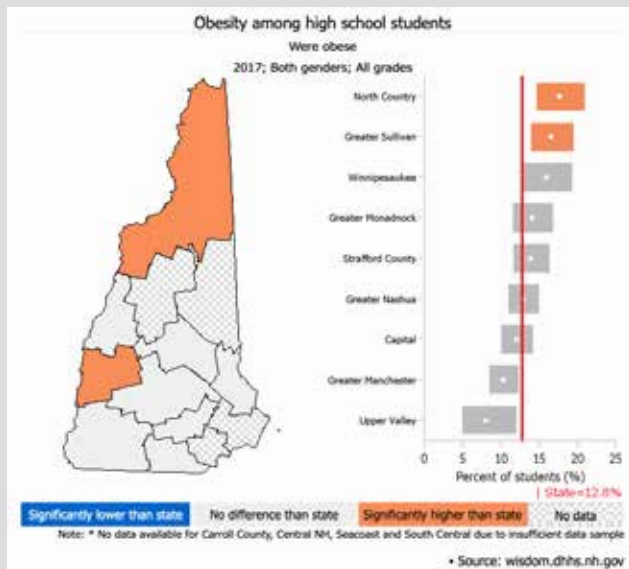 Obesity among high school students
Were obese
2017; Both genders; All grades
North Country
Greater Sullivan
Winnipesaukee
Greater Monadnock
Strafford County
Greater Nashua
Capital
Greater Manchester
Upper Valley
0 5 10 15 20 25
Percent of students (%)
| State=12.8%
Significantly lower than state
No difference than state
Significantly higher than state
No data
Note: * No data available for Carroll County, Central NH, Seacoast and South Central due to insufficient data sample
• Source: wisdom.dhhs.nh.gov